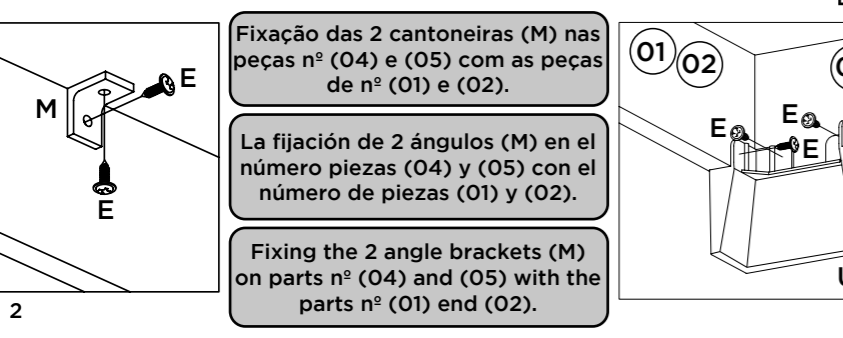 M
E
E
2
Fixação das 2 cantoneiras (M) nas
peças nº (04) e (05) com as peças
de nº (01) e (02).
La fijación de 2 ángulos (M) en el
número piezas (04) y (05) con el
número de piezas (01) y (02).
Fixing the 2 angle brackets (M)
on parts nº (04) and (05) with the
parts nº (01) end (02).
01
02
E
E
E